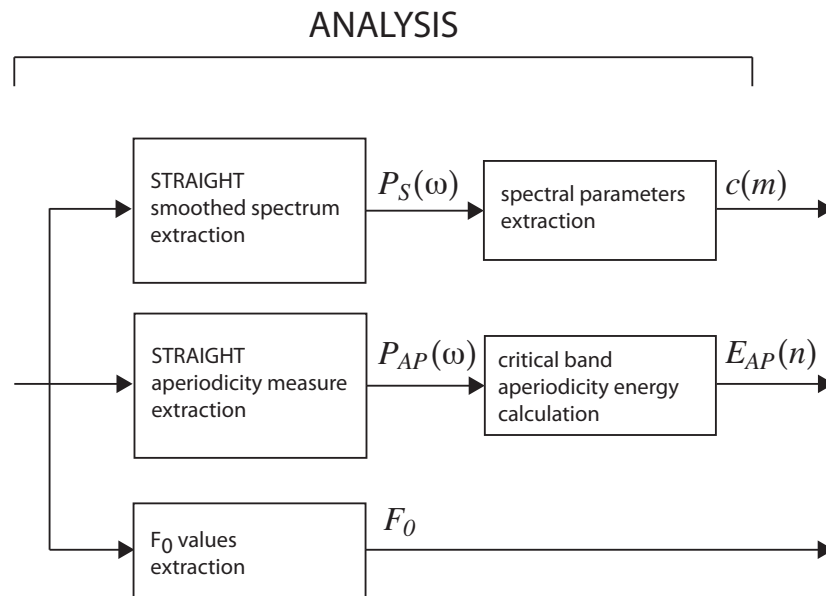 ANALYSIS
STRAIGHT
smoothed spectrum
extraction
P_S(ω)
spectral parameters
extraction
c(m)
STRAIGHT
aperiodicity measure
extraction
P_AP(ω)
critical band
aperiodicity energy
calculation
E_AP(n)
F0 values
extraction
F_0